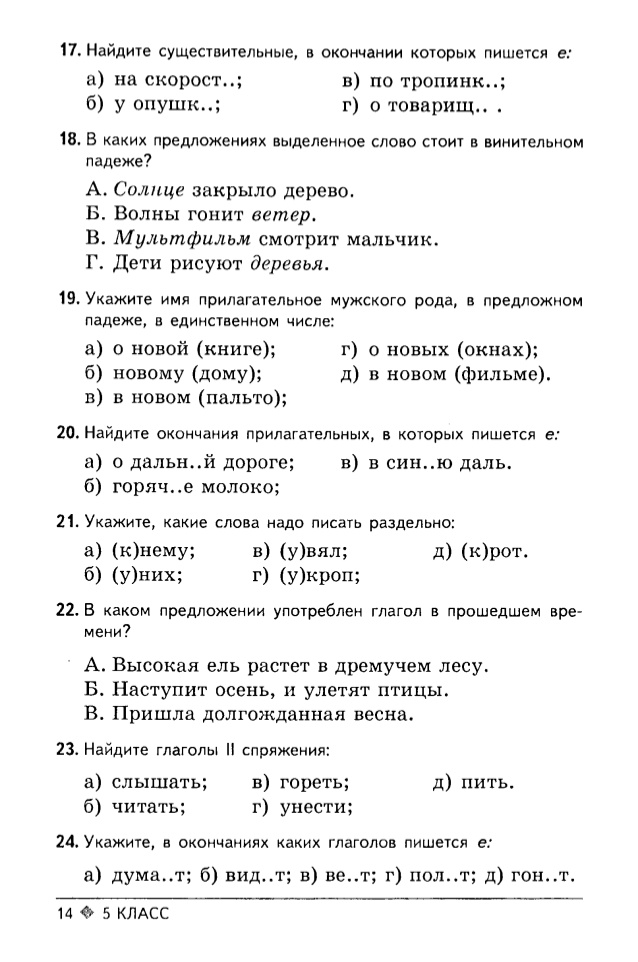 17. Найдите существительные, в окончании которых пишется е:
а) на скорост..; в) по тропинк..;
б) у опушк..; г) о товарищ.. .
18. В каких предложениях выделенное слово стоит в винительном
падеже?
А. Солнце закрыло дерево.
Б. Волны гонит ветер.
В. Мультфильм смотрит мальчик.
Г. Дети рисуют деревья.
19. Укажите имя прилагательное мужского рода, в предложном
падеже, в единственном числе:
а) о новой (книге); г) о новых (окнах);
б) новому (дому); д) в новом (фильме).
в) в новом (пальто);
20. Найдите окончания прилагательных, в которых пишется е:
а) о дальн..й дороге; в) в син..ю даль.
б) горяч..е молоко;
21. Укажите, какие слова надо писать раздельно:
а) (к)нему; в) (у)вял; д) (к)рот.
б) (у)них; г) (у)кроп;
22. В каком предложении употреблен глагол в прошедшем вре-
мени?
А. Высокая ель растет в дремучем лесу.
Б. Наступит осень, и улетят птицы.
В. Пришла долгожданная весна.
23. Найдите глаголы II спряжения:
а) слышать; в) гореть; д) пить.
б) читать; г) унести;
24. Укажите, в окончаниях каких глаголов пишется е:
а) дума..т; б) вид..т; в) ве..т; г) пол..т; д) гон..т.
14 5 КЛАСС